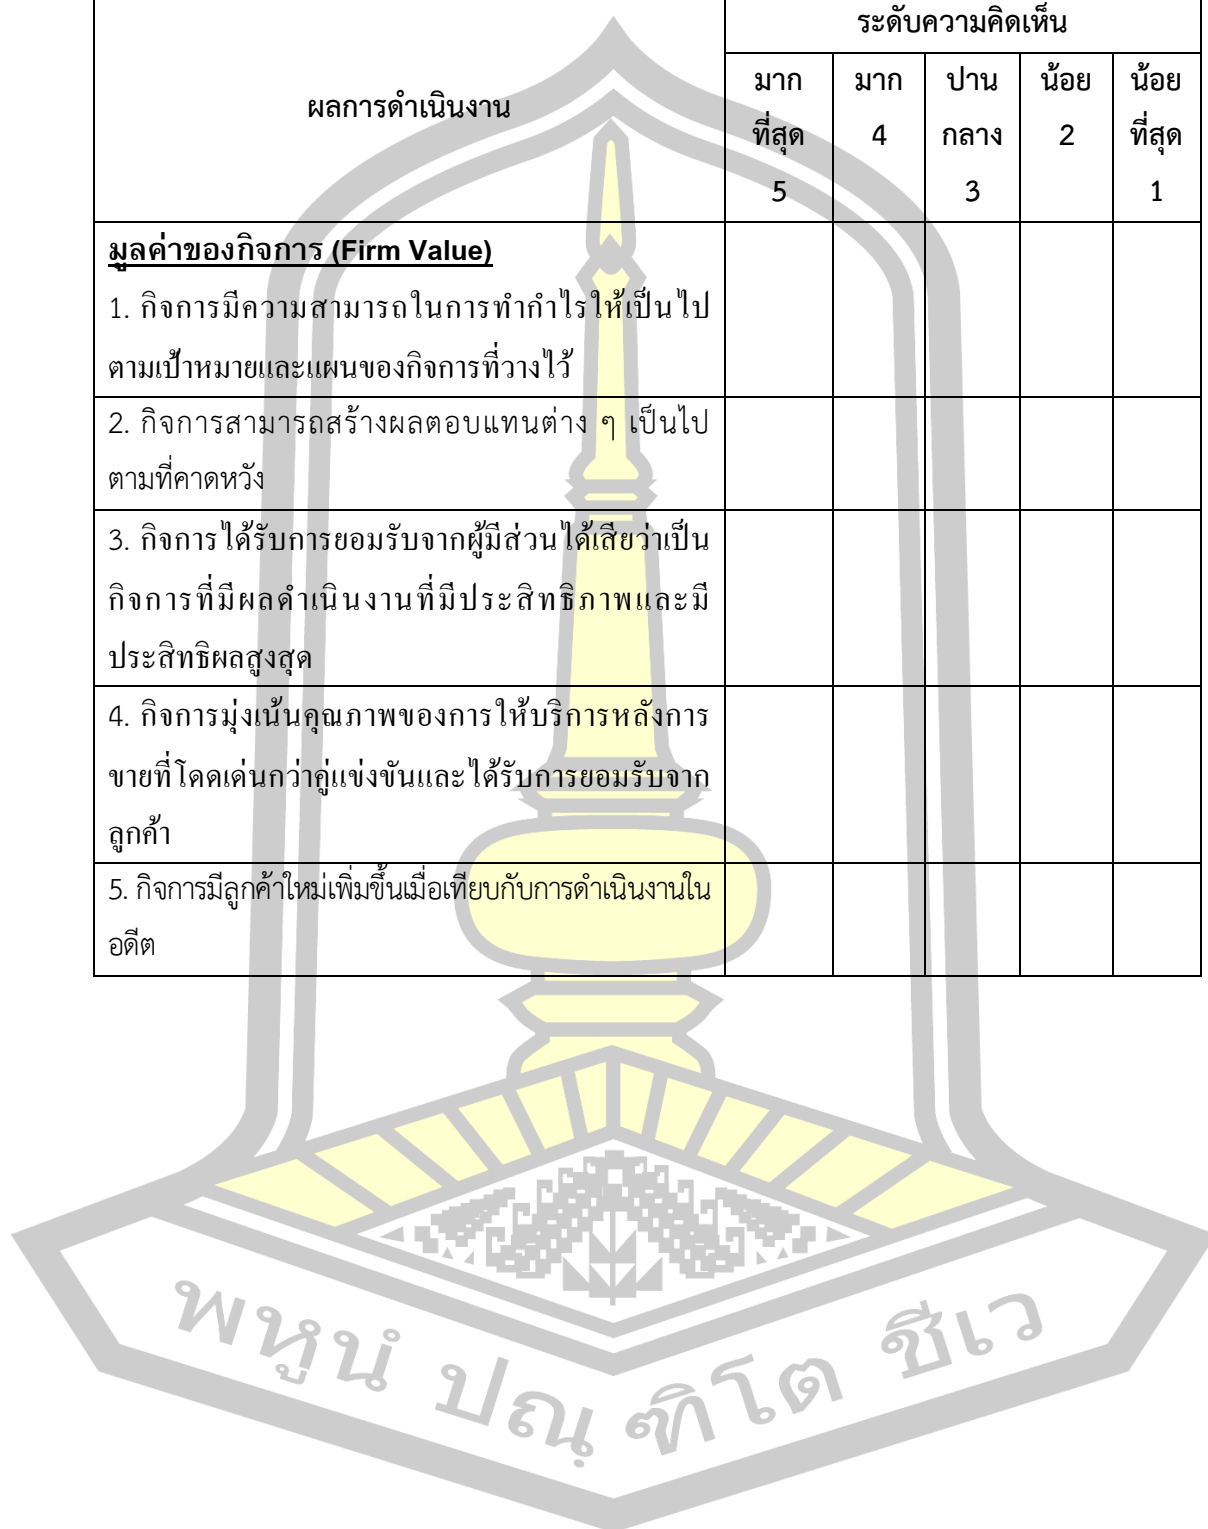 ระดับความคิดเห็น
ผลการดำเนินงาน
มาก มาก ปาน น้อย น้อย
ที่สุด 4 กลาง 2 ที่สุด
5 3 1
มูลค่าของกิจการ (Firm Value)
1. กิจการมีความสามารถในการทำกำไรให้เป็นไป
ตามเป้าหมายและแผนของกิจการที่วางไว้
2. กิจการสามารถสร้างผลตอบแทนต่าง ๆ เป็นไป
ตามที่คาดหวัง
3. กิจการได้รับการยอมรับจากผู้มีส่วนได้เสียว่าเป็น
กิจการที่มีผลดำเนินงานที่มีประสิทธิภาพและมี
ประสิทธิผลสูงสุด
4. กิจการมุ่งเน้นคุณภาพของการให้บริการหลังการ
ขายที่โดดเด่นกว่าคู่แข่งขันและได้รับการยอมรับจาก
ลูกค้า
5. กิจการมีลูกค้าใหม่เพิ่มขึ้นเมื่อเทียบกับการดำเนินงานใน
อดีต
พหูนํ ปณฺ ฑิโต ชีเว